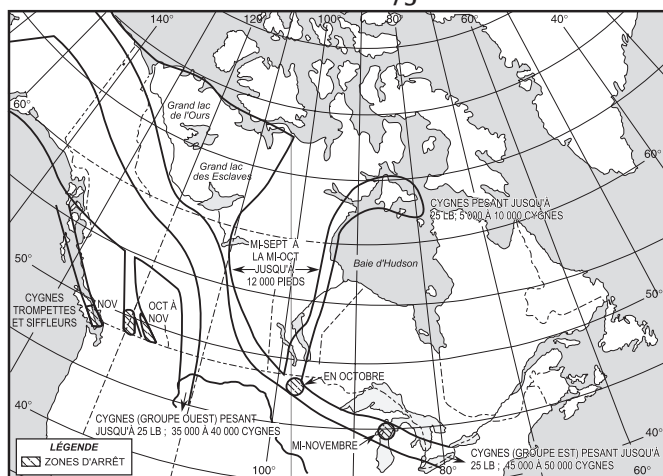 140°
120°
100°
80°
75
60°
60°
60°
50°
50°
40°
40°
100°
80°
60°
Grand lac
de l'Ours
Grand lac
des Esclaves
Baie d'Hudson
CYGNES PESANT JUSQU'À
25 LB; 5 000 À 10 000 CYGNES
MI-SEPT À
LA MI-OCT
JUSQU'À
12 000 PIEDS
CYGNES
TROMPETTES
ET SIFFLEURS
NOV
OCT À
NOV
EN OCTOBRE
MI-NOVEMBRE
CYGNES (GROUPE OUEST) PESANT
JUSQU'À 25 LB ; 35 000 À 40 000 CYGNES
CYGNES (GROUPE EST) PESANT JUSQU'À
25 LB ; 45 000 À 50 000 CYGNES
LÉGENDE
ZONES D'ARRÊT